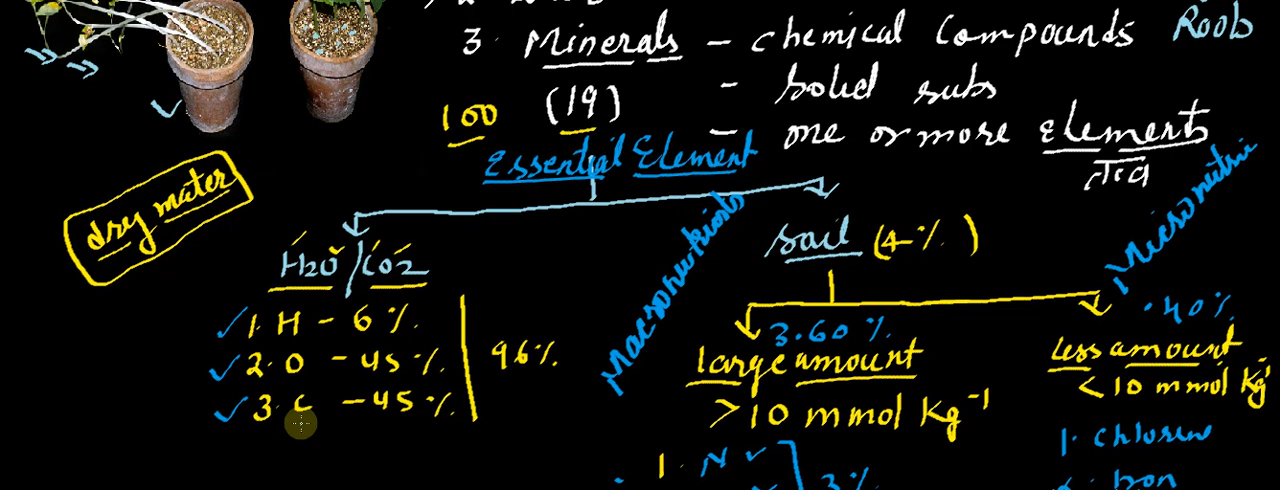 3. Minerals - chemical compounds Roots
(19) - Solid subs
100
- one or more elements
Essential Element
dry mater
Macronutrients
Micronutrie
H2O/CO2
Soil (4%)
1. H - 6%.
2. O - 45%
3. C - 45%.
96%.
3.60%
large amount
>10 mmol Kg-1
.40%
less amount
<10 mmol Kg-1
1. N
3%
1. chlorine